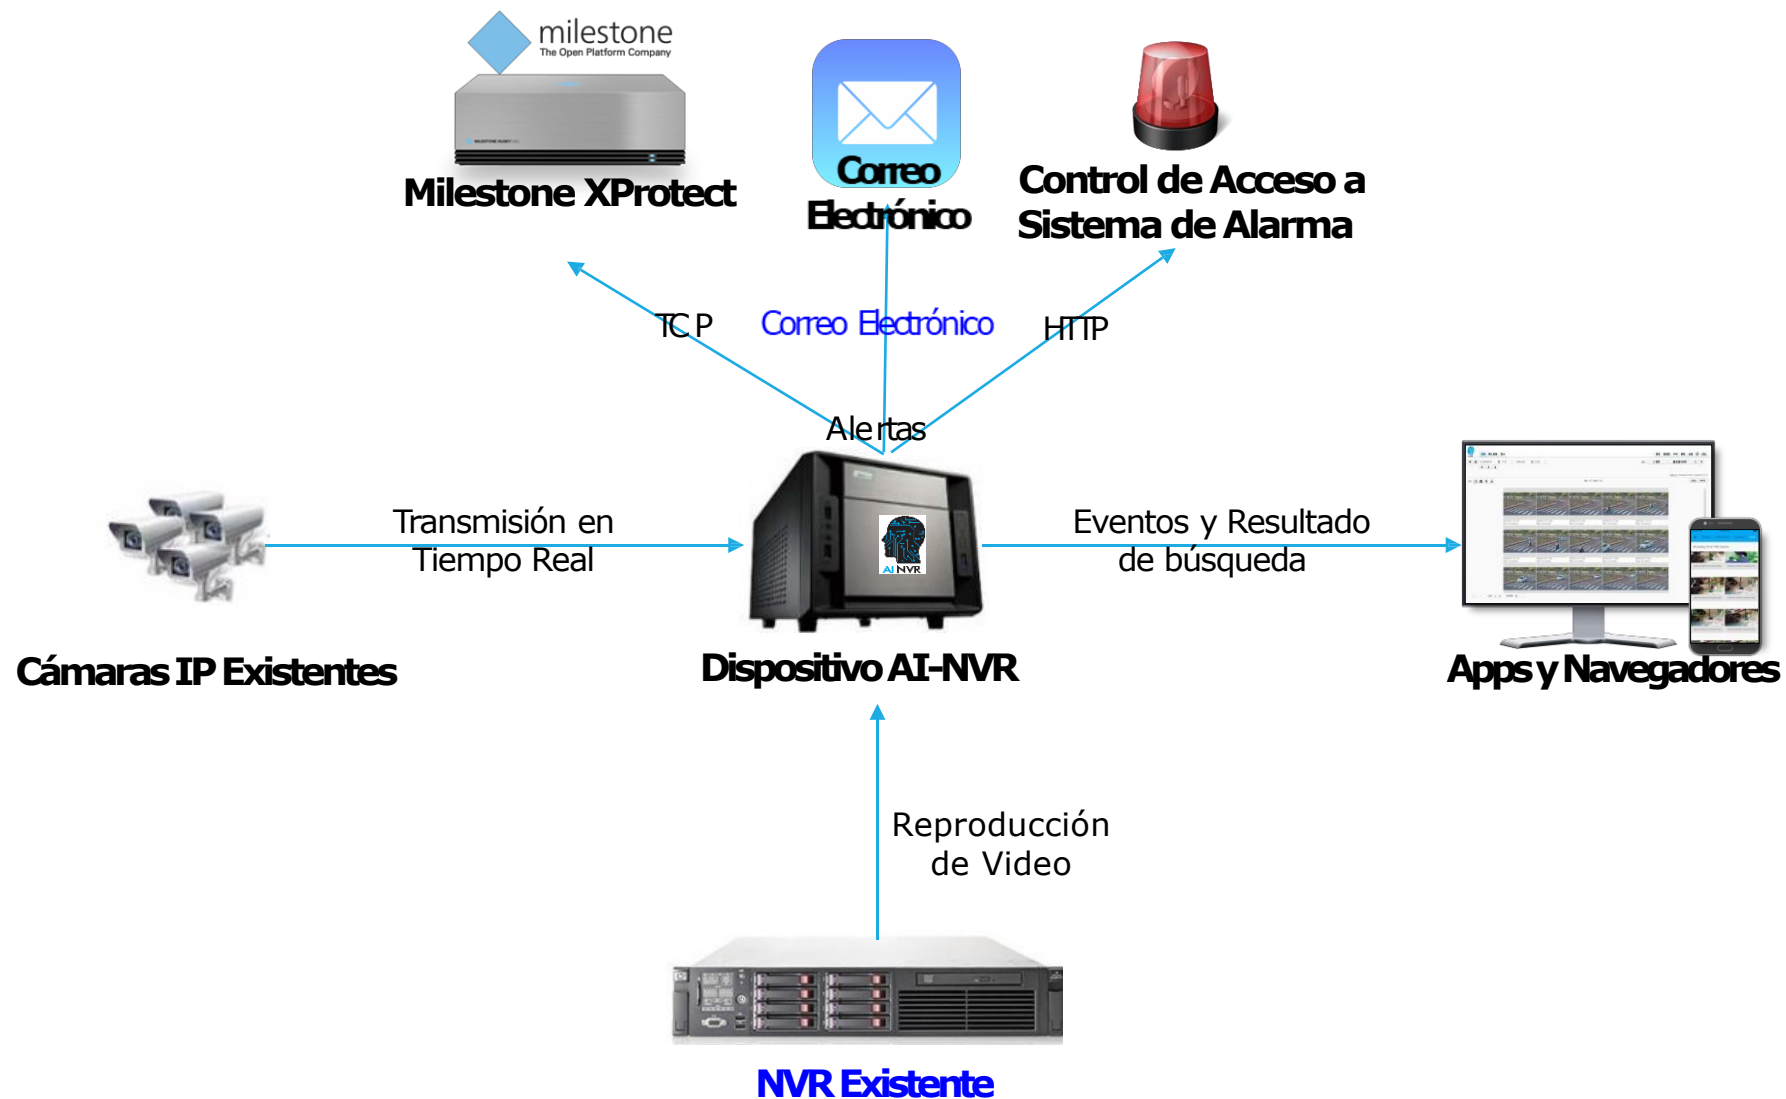 milestone
The Open Platform Company
Milestone XProtect
Correo
Electrónico
Control de Acceso a
Sistema de Alarma
TCP
Correo Electrónico
HTTP
Alertas
Transmisión en
Tiempo Real
AI NVR
Eventos y Resultado
de búsqueda
Cámaras IP Existentes
Dispositivo AI-NVR
Apps y Navegadores
Reproducción
de Video
NVR Existente